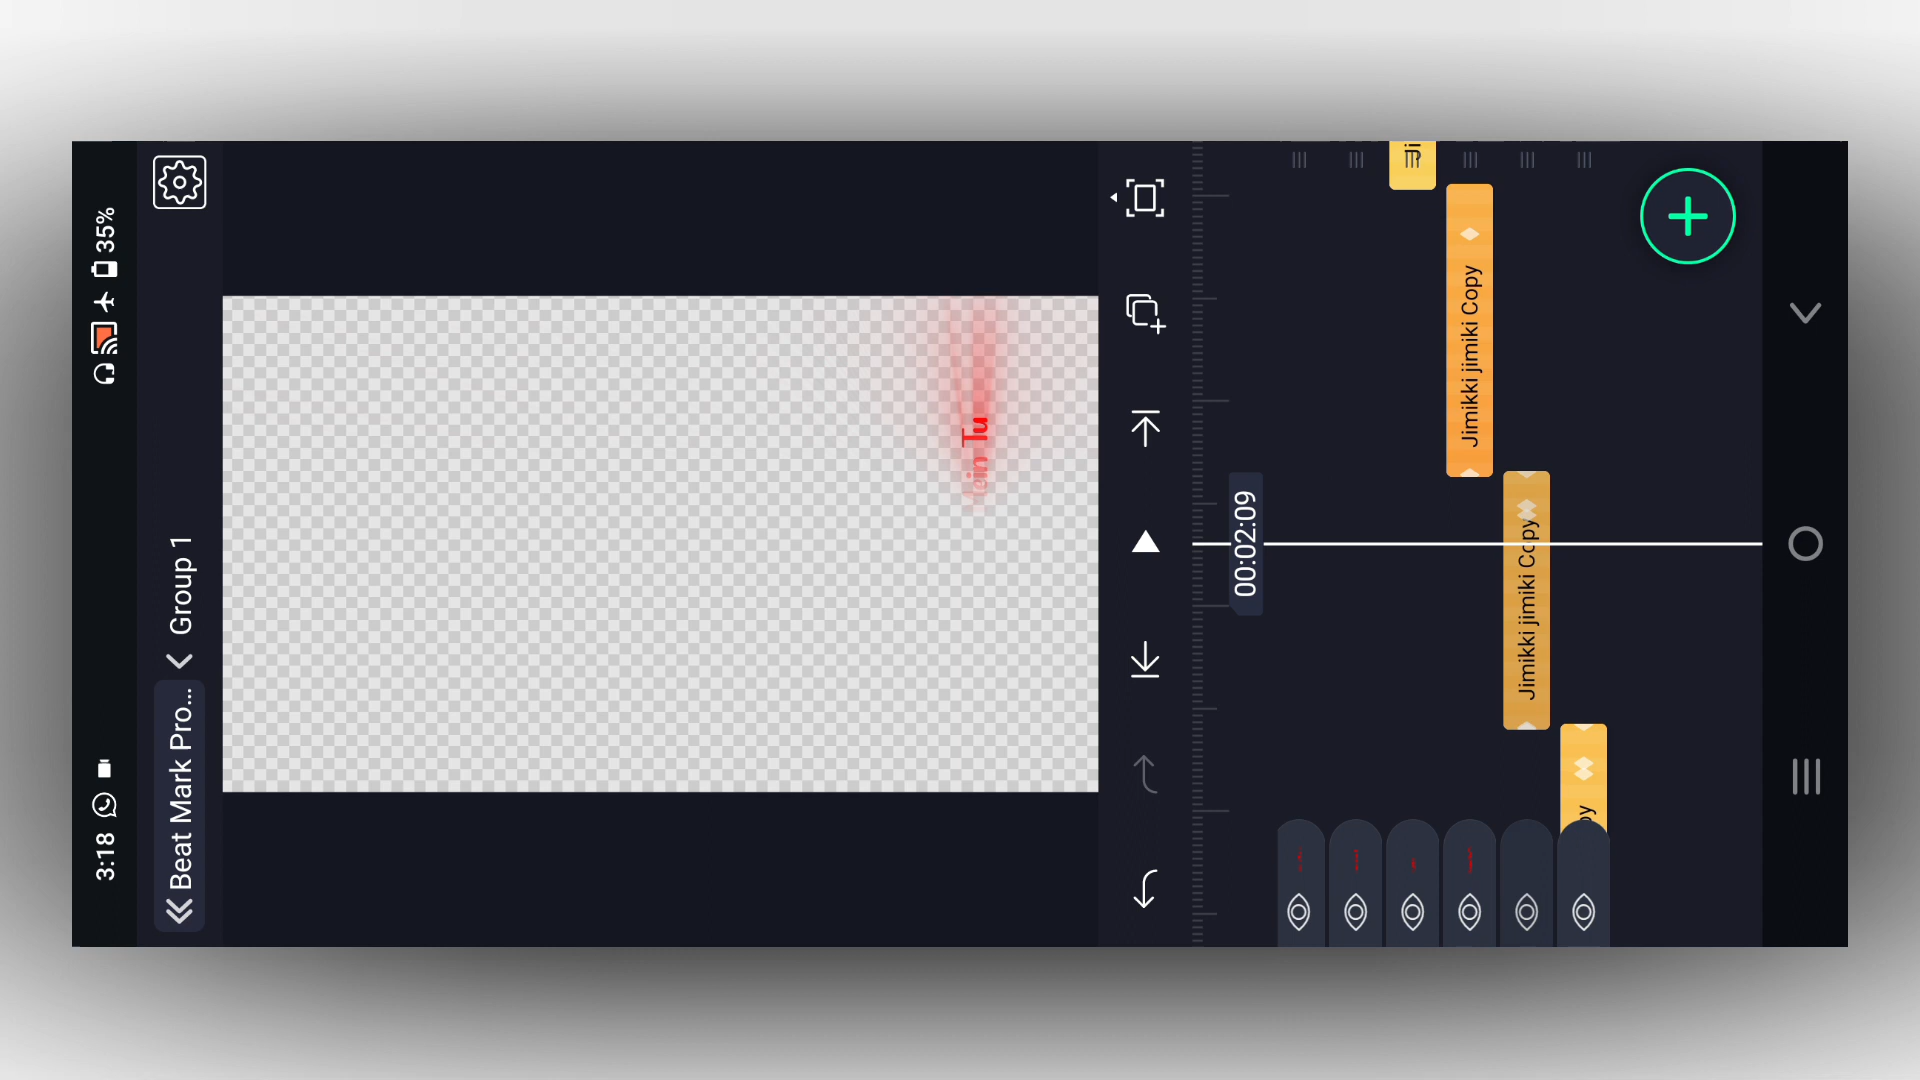 3:18
35%
Beat Mark Pro...
Group 1
Tu
00:02:09
Jimikki jimiki Copy
Jimikki jimiki Copy